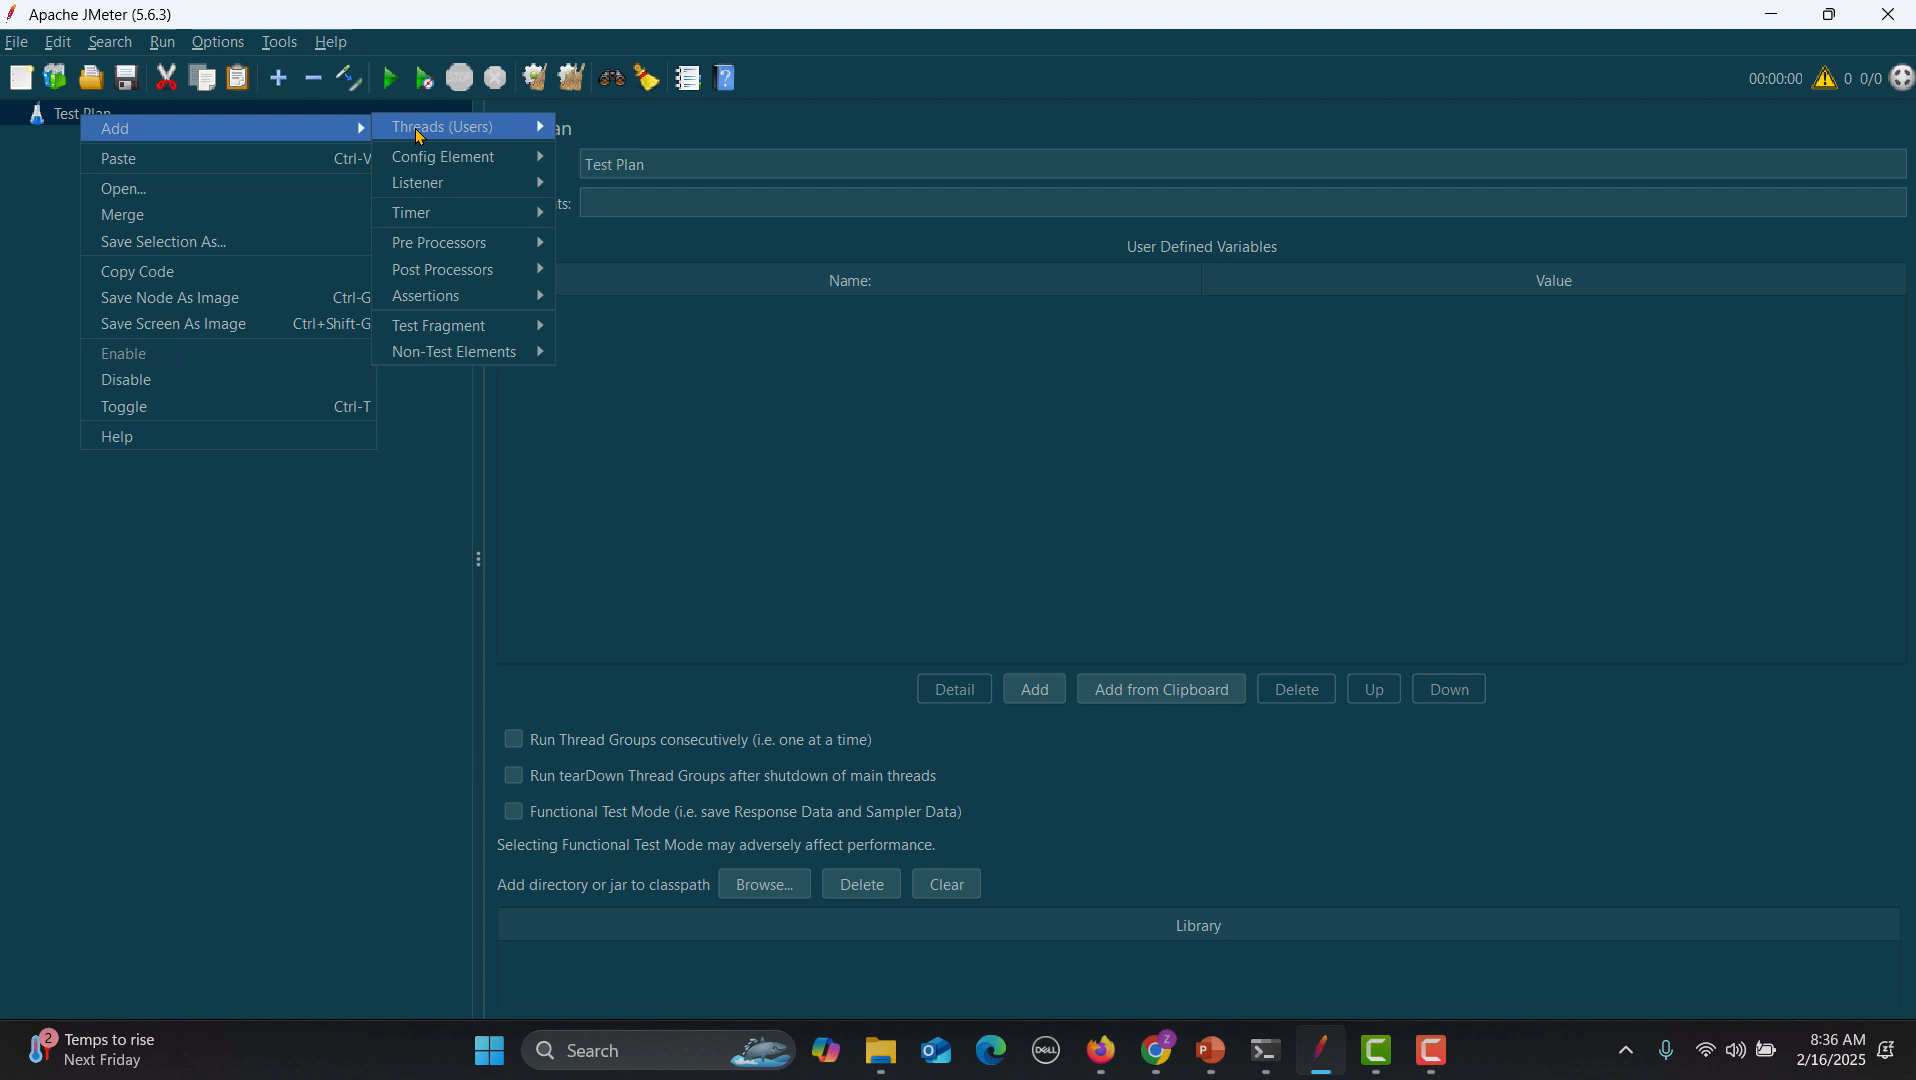 Apache JMeter (5.6.3)
File Edit Search Run Options Tools Help
STOP
00:00:00 0 0/0
Test Plan
Add
Paste Ctrl-V
Open...
Merge
Save Selection As...
Copy Code
Save Node As Image Ctrl-G
Save Screen As Image Ctrl+Shift-G
Enable
Disable
Toggle Ctrl-T
Help
Threads (Users)
Config Element
Listener
Timer
Pre Processors
Post Processors
Assertions
Test Fragment
Non-Test Elements
an
Test Plan
ts:
User Defined Variables
Name: Value
Detail Add Add from Clipboard Delete Up Down
Run Thread Groups consecutively (i.e. one at a time)
Run tearDown Thread Groups after shutdown of main threads
Functional Test Mode (i.e. save Response Data and Sampler Data)
Selecting Functional Test Mode may adversely affect performance.
Add directory or jar to classpath Browse... Delete Clear
Library
2 Temps to rise
Next Friday
Search
DELL
Z
8:36 AM
2/16/2025